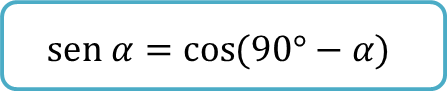 sen α = cos(90° − α)